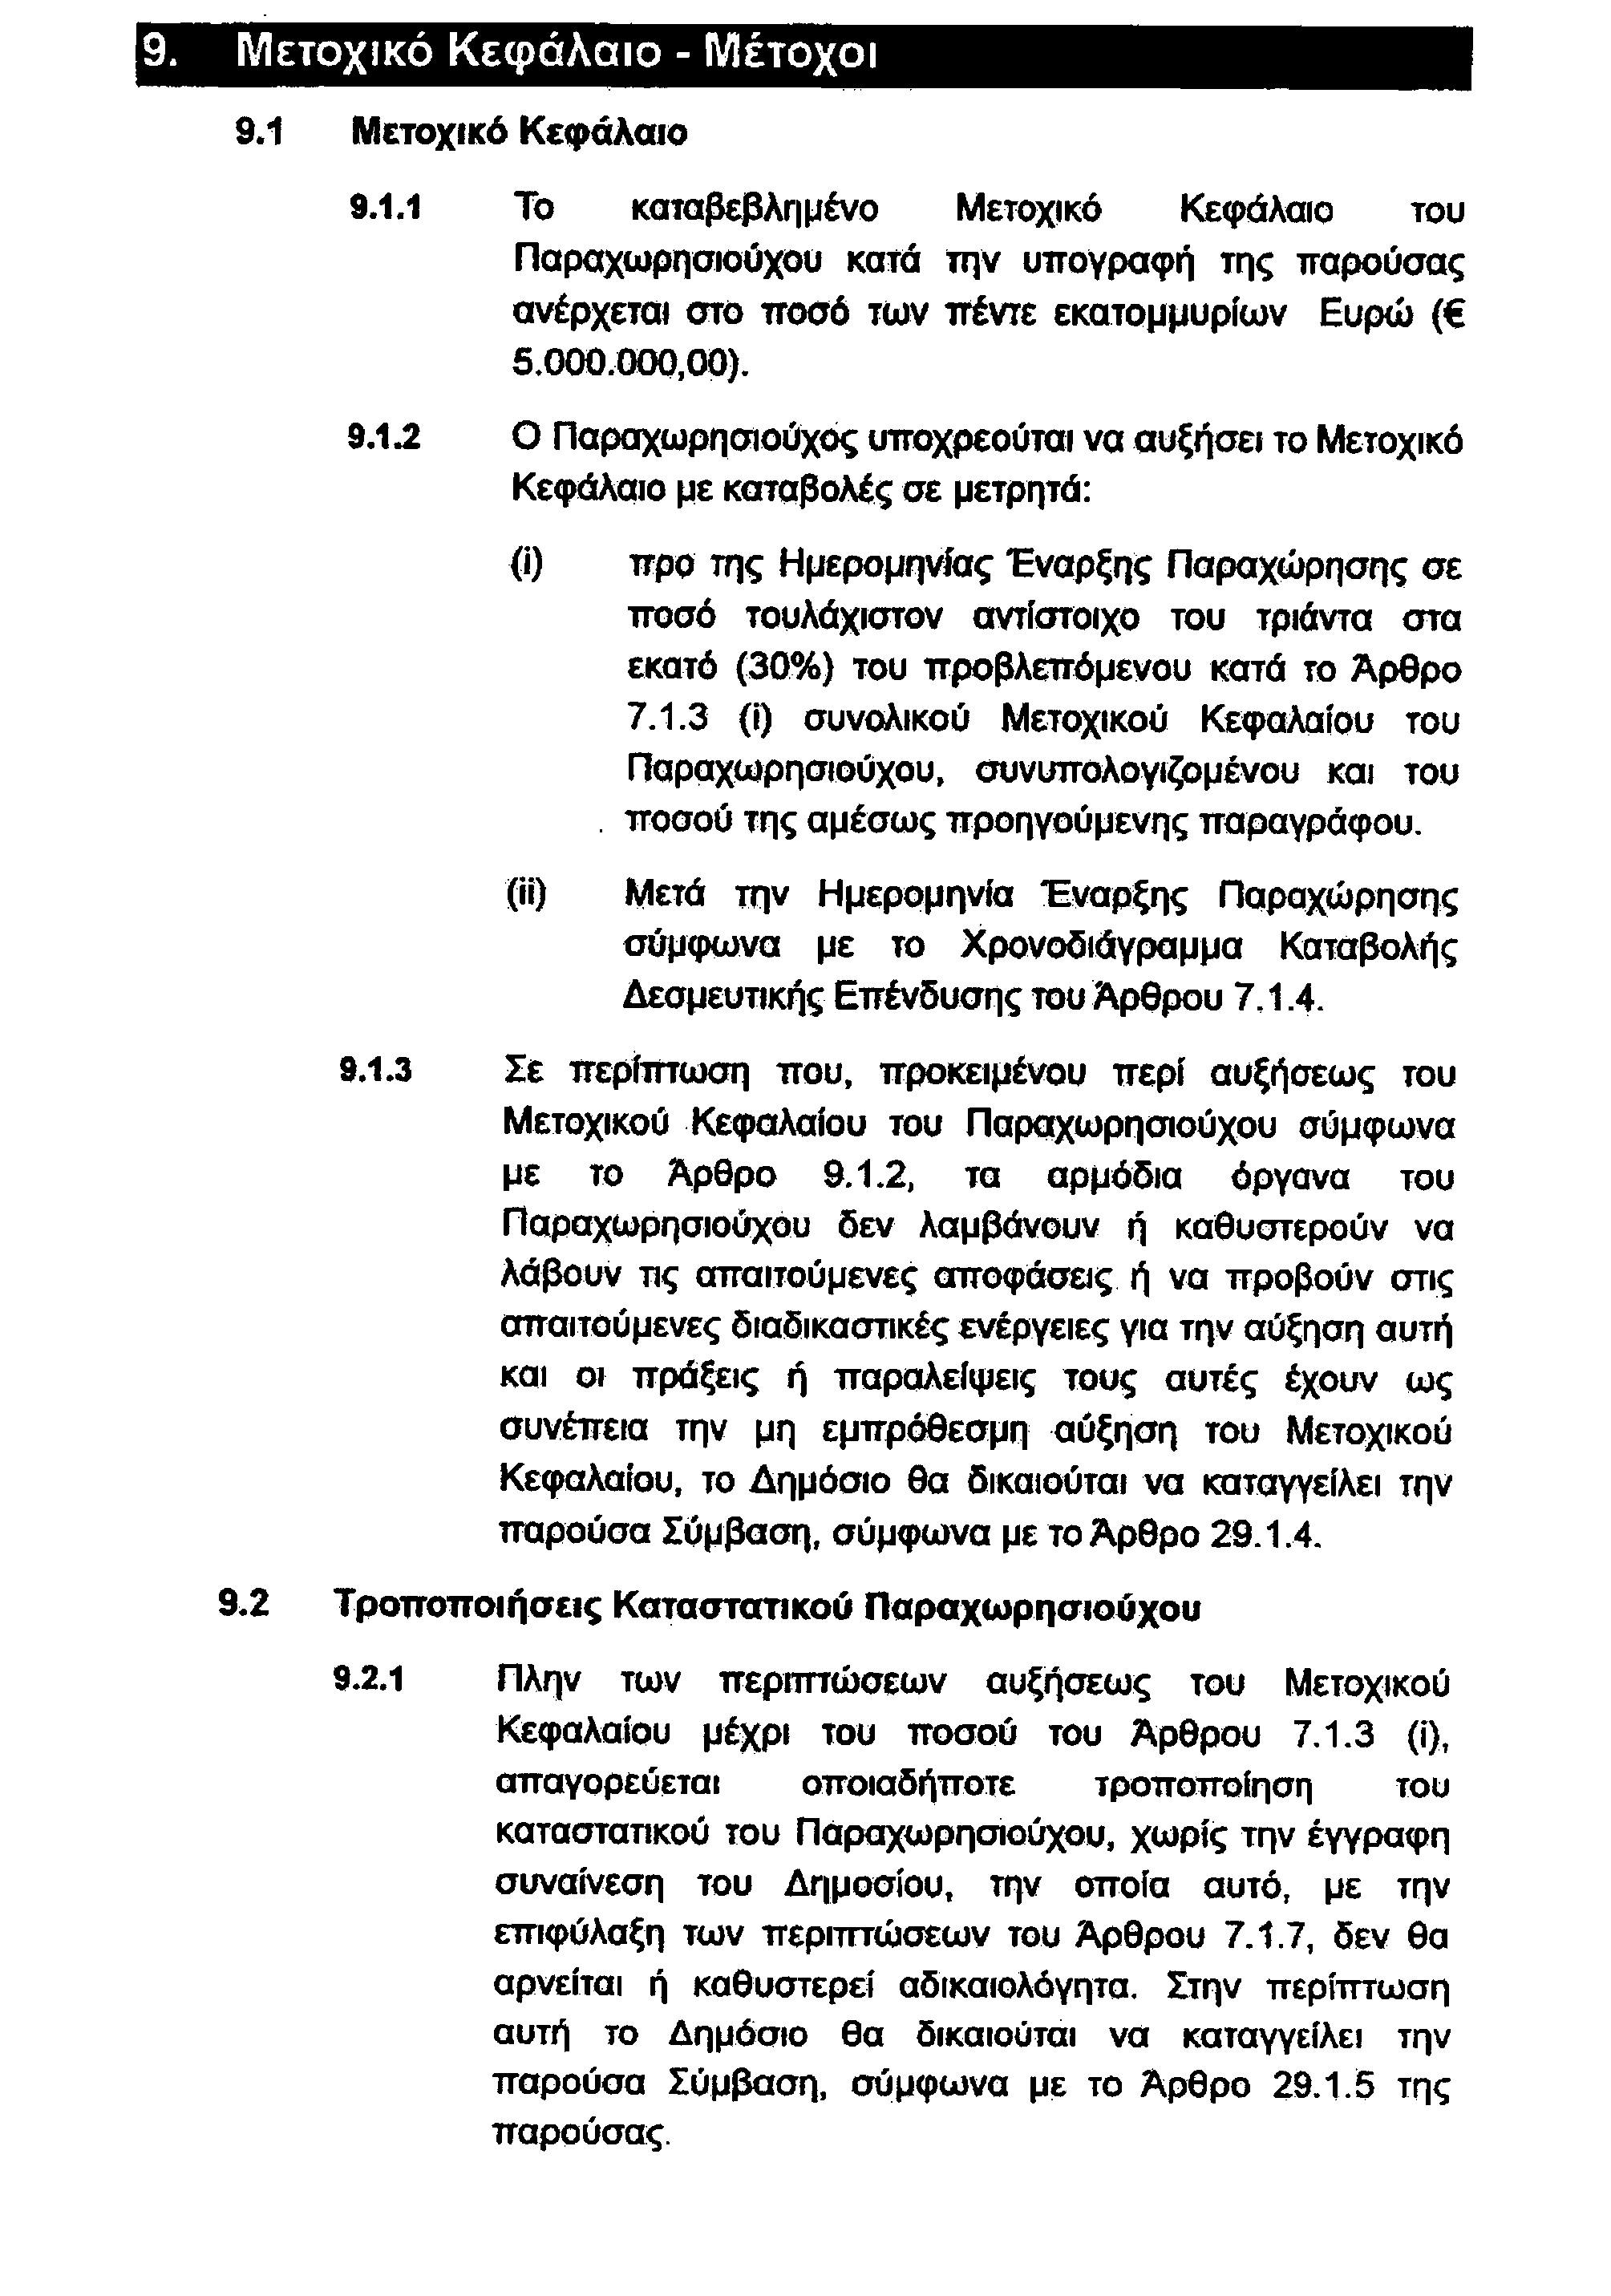 9. Μετοχικό Κεφάλαιο - Μέτοχοι
9.1 Μετοχικό Κεφάλαιο
9.1.1 Το καταβεβλημένο Μετοχικό Κεφάλαιο του
Παραχωρησιούχου κατά την υπογραφή της παρούσας
ανέρχεται στο ποσό των πέντε εκατομμυρίων Ευρώ (€
5.000.000,00).
9.1.2 Ο Παραχωρησιούχος υποχρεούται να αυξήσει το Μετοχικό
Κεφάλαιο με καταβολές σε μετρητά:
(i) προ της Ημερομηνίας Έναρξης Παραχώρησης σε
ποσό τουλάχιστον αντίστοιχο του τριάντα στα
εκατό (30%) του προβλεπόμενου κατά το Άρθρο
7.1.3 (i) συνολικού Μετοχικού Κεφαλαίου του
Παραχωρησιούχου, συνυπολογιζομένου και του
ποσού της αμέσως προηγούμενης παραγράφου.
(ii) Μετά την Ημερομηνία Έναρξης Παραχώρησης
σύμφωνα με το Χρονοδιάγραμμα Καταβολής
Δεσμευτικής Επένδυσης του Άρθρου 7.1.4.
9.1.3 Σε περίπτωση που, προκειμένου περί αυξήσεως του
Μετοχικού Κεφαλαίου του Παραχωρησιούχου σύμφωνα
με το Άρθρο 9.1.2, τα αρμόδια όργανα του
Παραχωρησιούχου δεν λαμβάνουν ή καθυστερούν να
λάβουν τις απαιτούμενες αποφάσεις ή να προβούν στις
απαιτούμενες διαδικαστικές ενέργειες για την αύξηση αυτή
και οι πράξεις ή παραλείψεις τους αυτές έχουν ως
συνέπεια την μη εμπρόθεσμη αύξηση του Μετοχικού
Κεφαλαίου, το Δημόσιο θα δικαιούται να καταγγείλει την
παρούσα Σύμβαση, σύμφωνα με το Άρθρο 29.1.4.
9.2 Τροποποιήσεις Καταστατικού Παραχωρησιούχου
9.2.1 Πλην των περιπτώσεων αυξήσεως του Μετοχικού
Κεφαλαίου μέχρι του ποσού του Άρθρου 7.1.3 (i),
απαγορεύεται οποιαδήποτε τροποποίηση του
καταστατικού του Παραχωρησιούχου, χωρίς την έγγραφη
συναίνεση του Δημοσίου, την οποία αυτό, με την
επιφύλαξη των περιπτώσεων του Άρθρου 7.1.7, δεν θα
αρνείται ή καθυστερεί αδικαιολόγητα. Στην περίπτωση
αυτή το Δημόσιο θα δικαιούται να καταγγείλει την
παρούσα Σύμβαση, σύμφωνα με το Άρθρο 29.1.5 της
παρούσας.